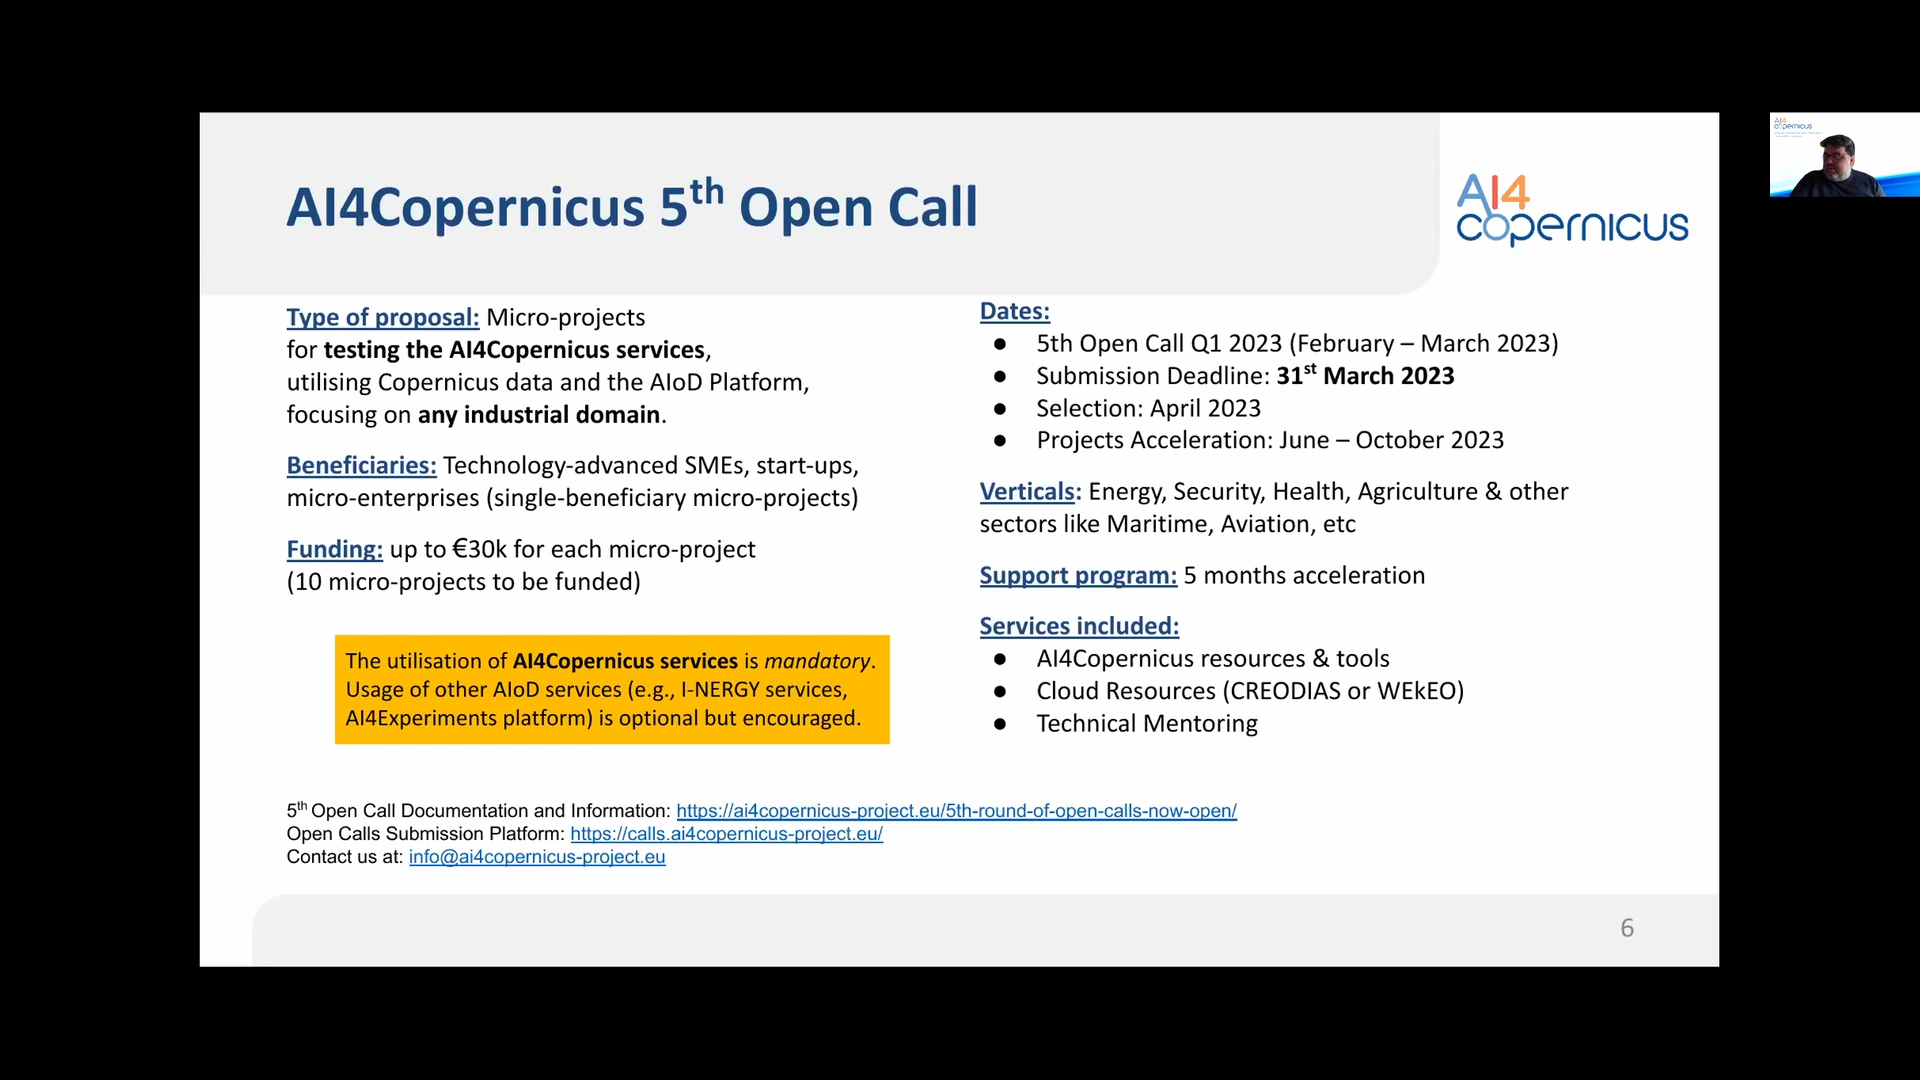 AI4Copernicus 5th Open Call
AI4
copernicus
Type of proposal: Micro-projects
for testing the AI4Copernicus services,
utilising Copernicus data and the AIoD Platform,
focusing on any industrial domain.
Beneficiaries: Technology-advanced SMEs, start-ups,
micro-enterprises (single-beneficiary micro-projects)
Funding: up to €30k for each micro-project
(10 micro-projects to be funded)
The utilisation of AI4Copernicus services is mandatory.
Usage of other AIoD services (e.g., I-NERGY services,
AI4Experiments platform) is optional but encouraged.
Dates:
● 5th Open Call Q1 2023 (February – March 2023)
● Submission Deadline: 31st March 2023
● Selection: April 2023
● Projects Acceleration: June – October 2023
Verticals: Energy, Security, Health, Agriculture & other
sectors like Maritime, Aviation, etc
Support program: 5 months acceleration
Services included:
● AI4Copernicus resources & tools
● Cloud Resources (CREODIAS or WEkEO)
● Technical Mentoring
5th Open Call Documentation and Information: https://ai4copernicus-project.eu/5th-round-of-open-calls-now-open/
Open Calls Submission Platform: https://calls.ai4copernicus-project.eu/
Contact us at: info@ai4copernicus-project.eu
6
AI4
copernicus